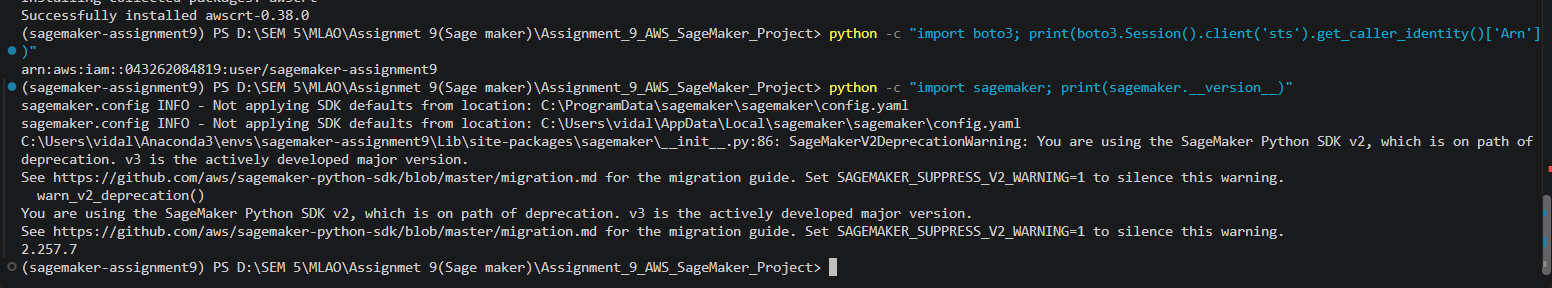 Successfully installed awscrt-0.38.0
(sagemaker-assignment9) PS D:\SEM 5\MLAO\Assignmet 9(Sage maker)\Assignment_9_AWS_SageMaker_Project> python -c "import boto3; print(boto3.Session().client('sts').get_caller_identity()['Arn']
)"
arn:aws:iam::043262084819:user/sagemaker-assignment9
(sagemaker-assignment9) PS D:\SEM 5\MLAO\Assignmet 9(Sage maker)\Assignment_9_AWS_SageMaker_Project> python -c "import sagemaker; print(sagemaker.__version__)"
sagemaker.config INFO - Not applying SDK defaults from location: C:\ProgramData\sagemaker\sagemaker\config.yaml
sagemaker.config INFO - Not applying SDK defaults from location: C:\Users\vidal\AppData\Local\sagemaker\sagemaker\config.yaml
C:\Users\vidal\Anaconda3\envs\sagemaker-assignment9\Lib\site-packages\sagemaker\__init__.py:86: SageMakerV2DeprecationWarning: You are using the SageMaker Python SDK v2, which is on path of
deprecation. v3 is the actively developed major version.
See https://github.com/aws/sagemaker-python-sdk/blob/master/migration.md for the migration guide. Set SAGEMAKER_SUPPRESS_V2_WARNING=1 to silence this warning.
  warn_v2_deprecation()
You are using the SageMaker Python SDK v2, which is on path of deprecation. v3 is the actively developed major version.
See https://github.com/aws/sagemaker-python-sdk/blob/master/migration.md for the migration guide. Set SAGEMAKER_SUPPRESS_V2_WARNING=1 to silence this warning.
2.257.7
(sagemaker-assignment9) PS D:\SEM 5\MLAO\Assignmet 9(Sage maker)\Assignment_9_AWS_SageMaker_Project>